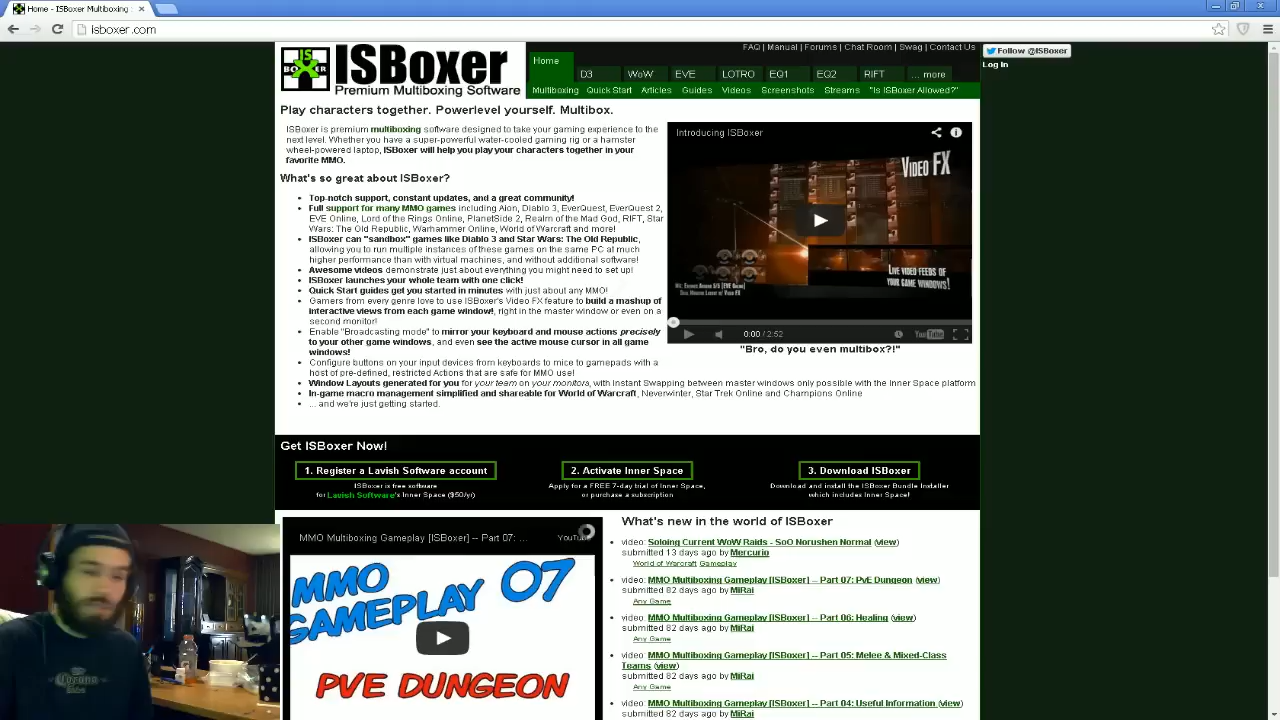 Home - ISBoxer Multiboxing
isboxer.com
FAQ | Manual | Forums | Chat Room | Swag | Contact Us
Follow @ISBoxer
Log In
IS
BOXER
ISBoxer
Premium Multiboxing Software
Home
D3
WoW
EVE
LOTRO
EQ1
EQ2
RIFT
... more
Multiboxing Quick Start Articles Guides Videos Screenshots Streams "Is ISBoxer Allowed?"
Play characters together. Powerlevel yourself. Multibox.
ISBoxer is premium multiboxing software designed to take your gaming experience to the
next level. Whether you have a super-powerful water-cooled gaming rig or a hamster
wheel-powered laptop, ISBoxer will help you play your characters together in your
favorite MMO.
What's so great about ISBoxer?
Top-notch support, constant updates, and a great community!
Full support for many MMO games including Aion, Diablo 3, EverQuest, EverQuest 2,
EVE Online, Lord of the Rings Online, PlanetSide 2, Realm of the Mad God, RIFT, Star
Wars: The Old Republic, Warhammer Online, World of Warcraft and more!
ISBoxer can "sandbox" games like Diablo 3 and Star Wars: The Old Republic,
allowing you to run multiple instances of these games on the same PC at much
higher performance than with virtual machines, and without additional software!
Awesome videos demonstrate just about everything you might need to set up!
ISBoxer launches your whole team with one click!
Quick Start guides get you started in minutes with just about any MMO!
Gamers from every genre love to use ISBoxer's Video FX feature to build a mashup of
interactive views from each game window!, right in the master window or even on a
second monitor!
Enable "Broadcasting mode" to mirror your keyboard and mouse actions precisely
to your other game windows, and even see the active mouse cursor in all game
windows!
Configure buttons on your input devices from keyboards to mice to gamepads with a
host of pre-defined, restricted Actions that are safe for MMO use!
Window Layouts generated for you for your team on your monitors, with Instant Swapping between master windows only possible with the Inner Space platform
In-game macro management simplified and shareable for World of Warcraft, Neverwinter, Star Trek Online and Champions Online
... and we're just getting started.
Introducing ISBoxer
VIDEO FX
LIVE VIDEO FEEDS OF
YOUR GAME WINDOWS!
0:00 / 2:52
YouTube
"Bro, do you even multibox?!"
Get ISBoxer Now!
1. Register a Lavish Software account
ISBoxer is free software
for Lavish Software's Inner Space ($50/yr)
2. Activate Inner Space
Apply for a FREE 7-day trial of Inner Space,
or purchase a subscription
3. Download ISBoxer
Download and install the ISBoxer Bundle Installer
which includes Inner Space!
MMO Multiboxing Gameplay [ISBoxer] -- Part 07: ...
YouTube
MMO
GAMEPLAY 07
PVE DUNGEON
What's new in the world of ISBoxer
video: Soloing Current WoW Raids - SoO Norushen Normal (view)
submitted 13 days ago by Mercurio
World of Warcraft Gameplay
video: MMO Multiboxing Gameplay [ISBoxer] -- Part 07: PvE Dungeon (view)
submitted 82 days ago by MiRai
Any Game
video: MMO Multiboxing Gameplay [ISBoxer] -- Part 06: Healing (view)
submitted 82 days ago by MiRai
Any Game
video: MMO Multiboxing Gameplay [ISBoxer] -- Part 05: Melee & Mixed-Class
Teams (view)
submitted 82 days ago by MiRai
Any Game
video: MMO Multiboxing Gameplay [ISBoxer] -- Part 04: Useful Information (view)
submitted 82 days ago by MiRai